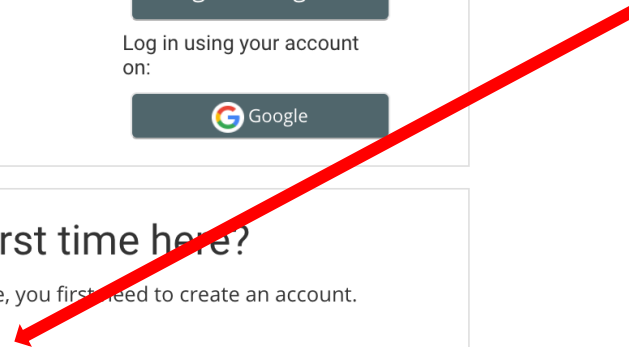 Log in using your account
on:
Google
rst time here?
e, you first need to create an account.